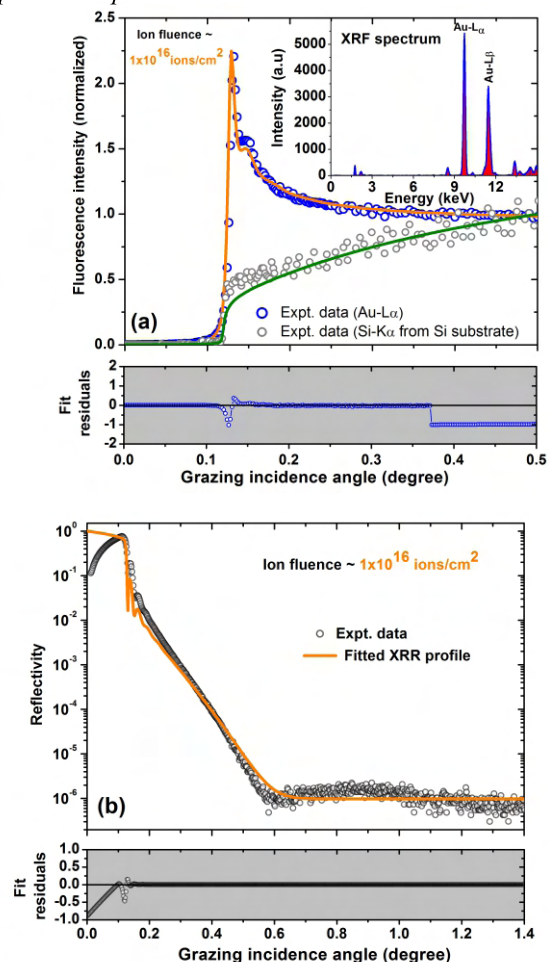 Ion fluence ~
1x10^16 ions/cm^2
XRF spectrum
Au-Lα
Au-Lβ
Intensity (a.u)
5000
4000
3000
2000
1000
0
0 3 6 9 12
Energy (keV)
Fluorescence intensity (normalized)
2.5
2.0
1.5
1.0
0.5
0.0
(a)
Expt. data (Au-Lα)
Expt. data (Si-Kα from Si substrate)
Fit
residuals
2
1
0
-1
-2
0.0 0.1 0.2 0.3 0.4 0.5
Grazing incidence angle (degree)
Reflectivity
10^0
10^-1
10^-2
10^-3
10^-4
10^-5
10^-6
Ion fluence ~ 1x10^16 ions/cm^2
Expt. data
Fitted XRR profile
(b)
Fit
residuals
1.0
0.5
0.0
-0.5
-1.0
0.0 0.2 0.4 0.6 0.8 1.0 1.2 1.4
Grazing incidence angle (degree)